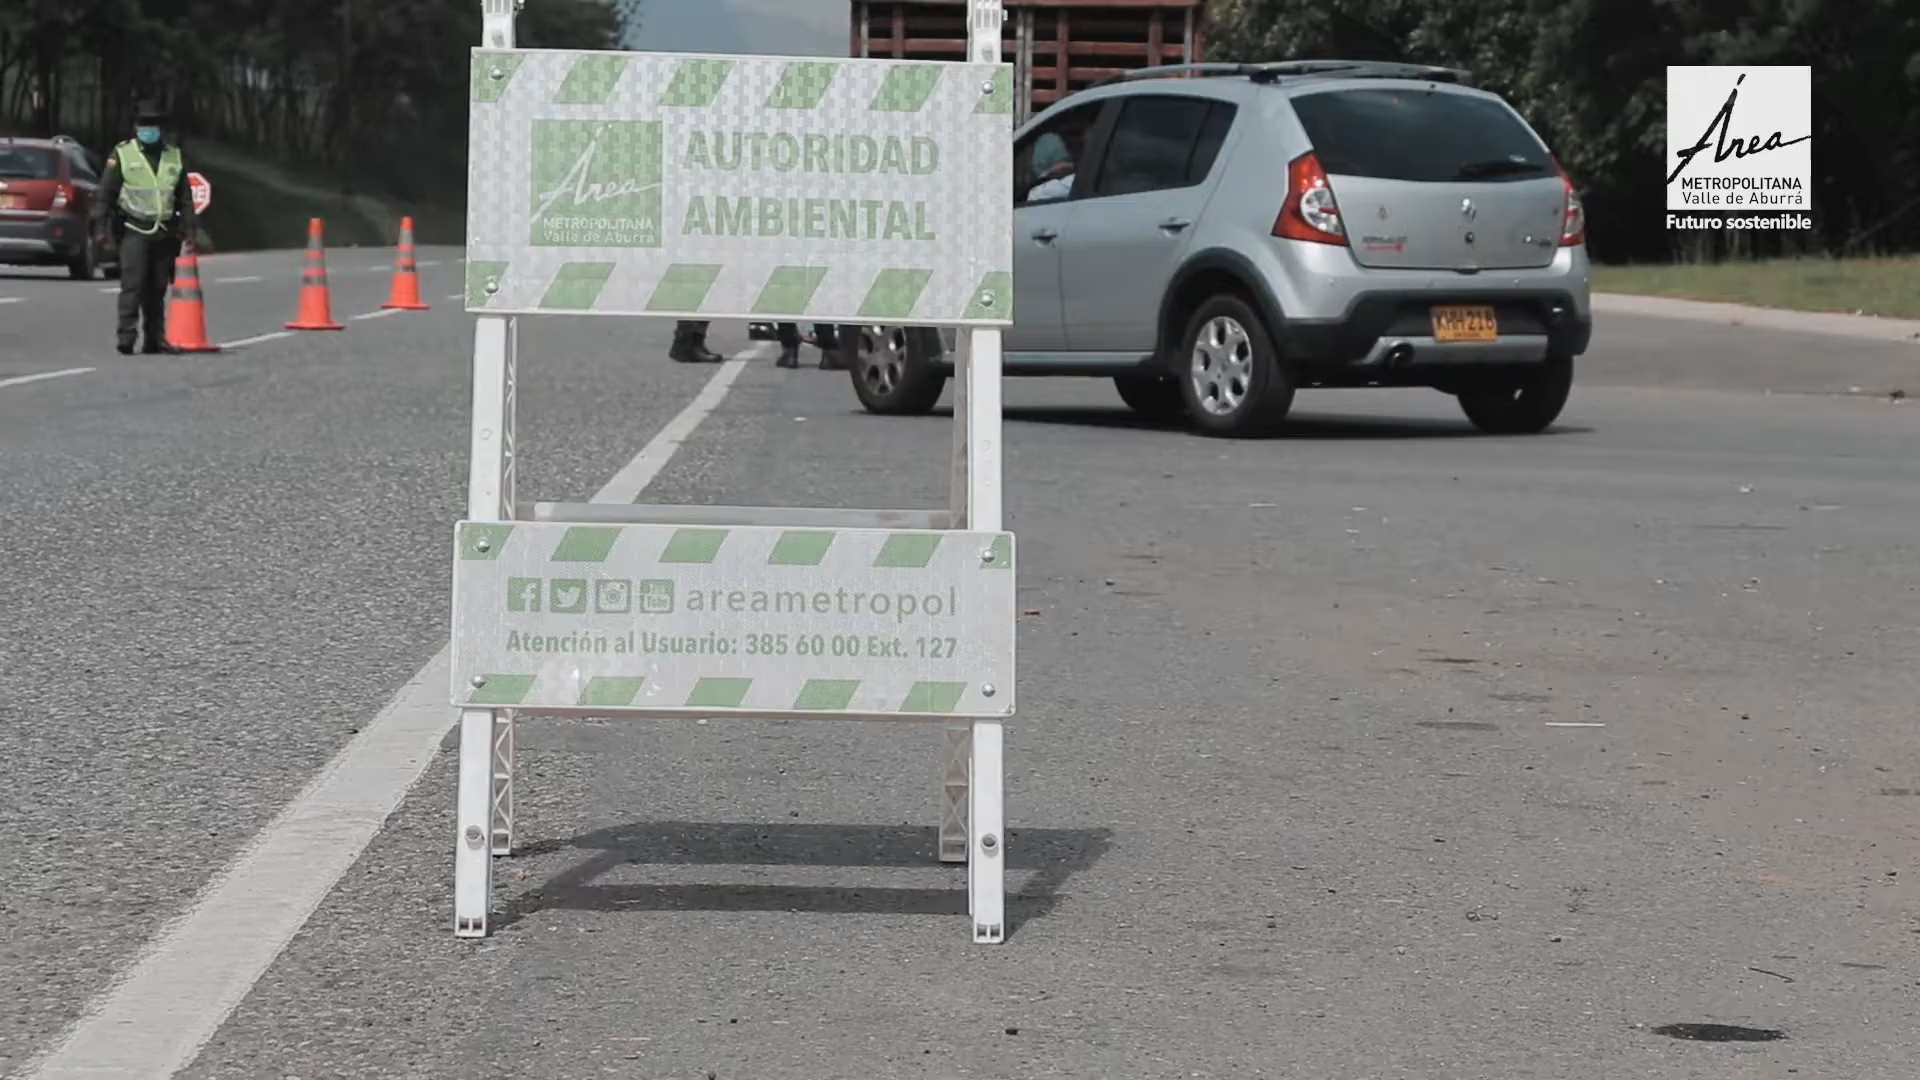 AUTORIDAD
AMBIENTAL
Área
METROPOLITANA
Valle de Aburrá
areametropol
Atención al Usuario: 385 60 00 Ext. 127
KHH218
Área
METROPOLITANA
Valle de Aburrá
Futuro sostenible